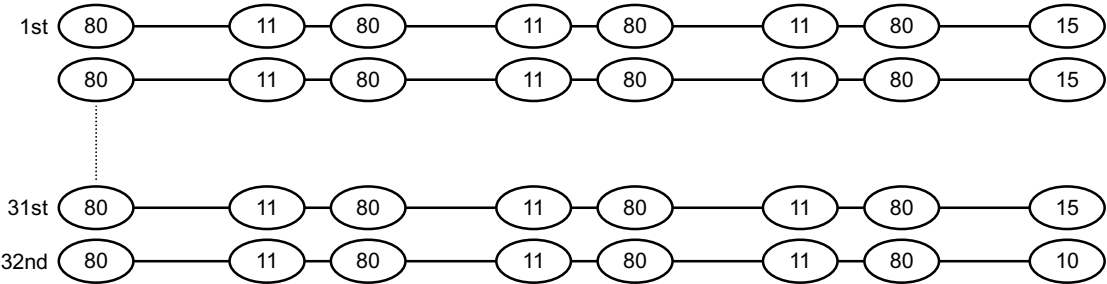 1st 80 11 80 11 80 11 80 15
80 11 80 11 80 11 80 15
31st 80 11 80 11 80 11 80 15
32nd 80 11 80 11 80 11 80 10